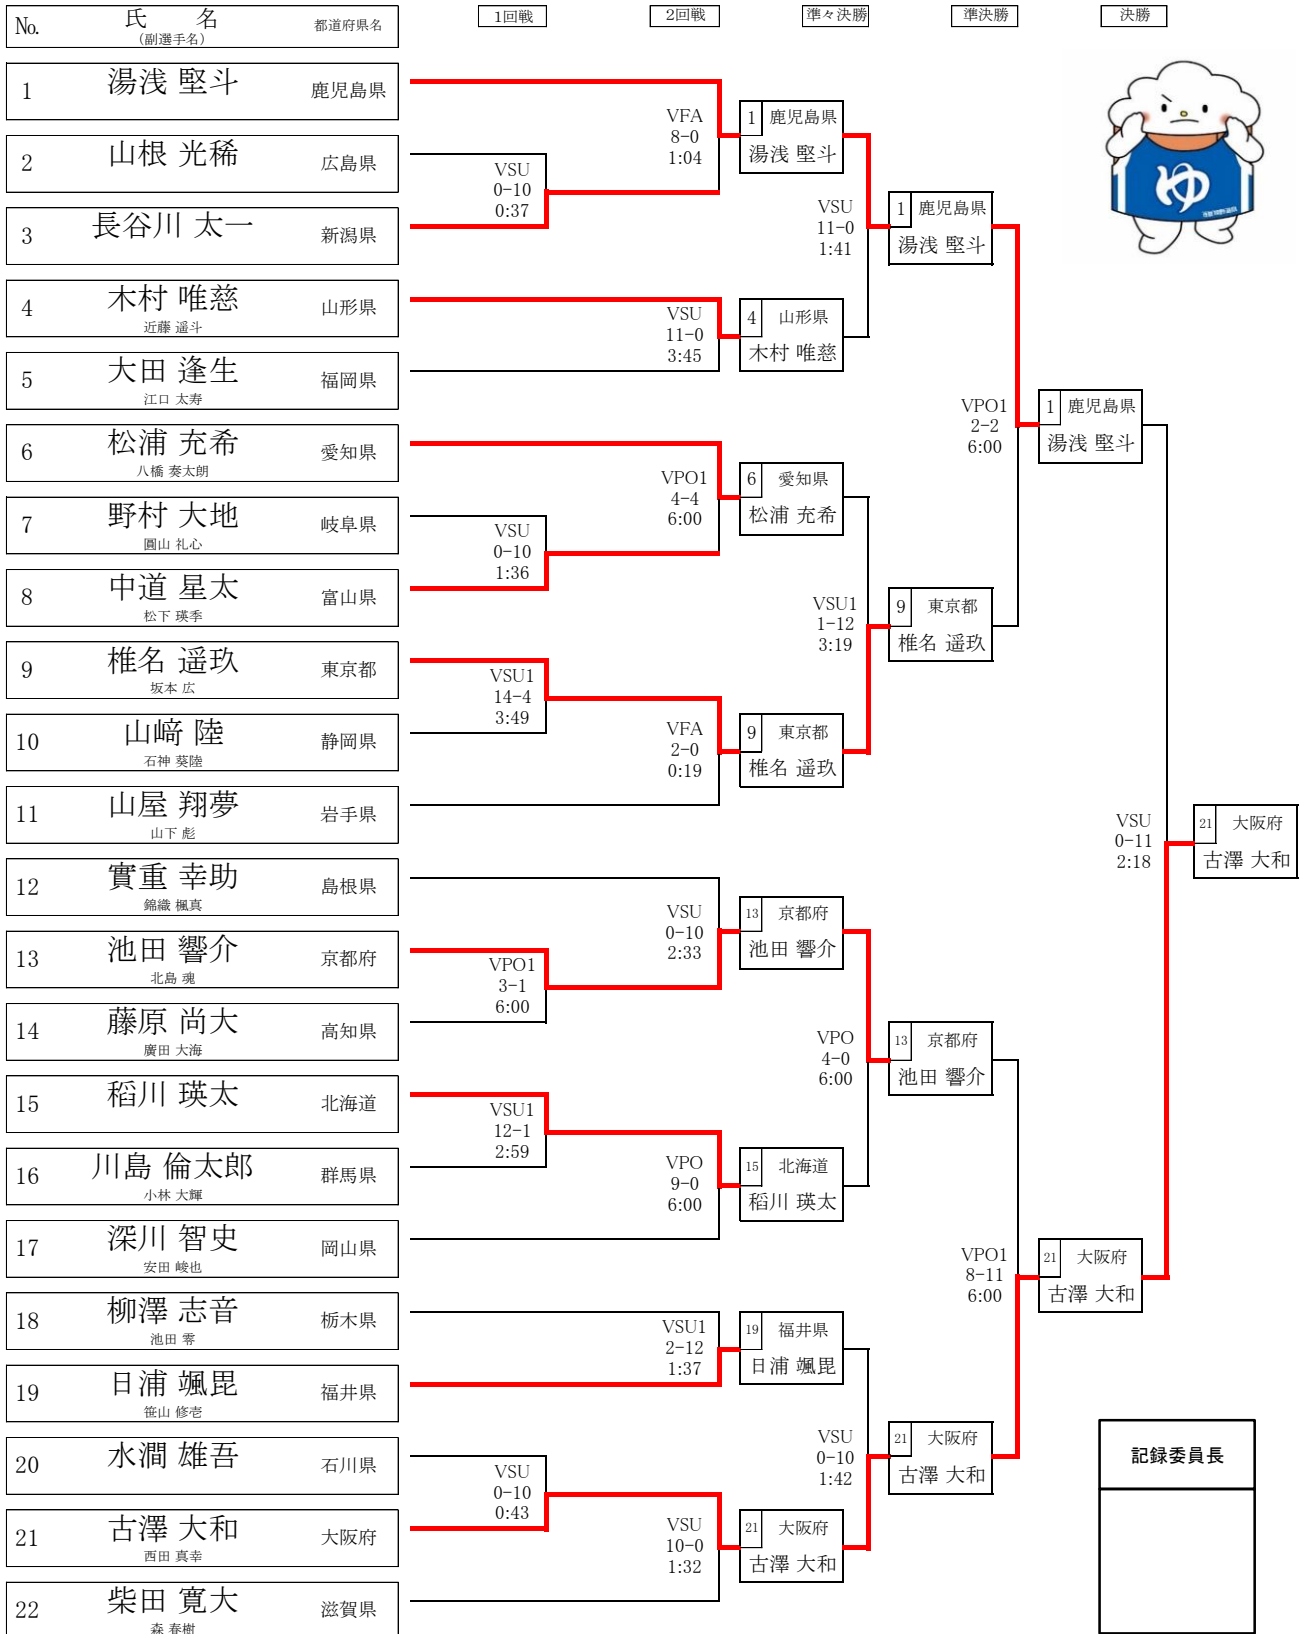 No. 氏 名 都道府県名 1回戦 2回戦 準々決勝 準決勝 決勝
(副選手名)
1 湯浅 堅斗 鹿児島県
2 山根 光稀 広島県
3 長谷川 太一 新潟県
4 木村 唯慈 山形県
近藤 遥斗
5 大田 逢生 福岡県
江口 太寿
6 松浦 充希 愛知県
八橋 奏太朗
7 野村 大地 岐阜県
圓山 礼心
8 中道 星太 富山県
松下 瑛季
9 椎名 遥玖 東京都
坂本 広
10 山﨑 陸 静岡県
石神 葵陸
11 山屋 翔夢 岩手県
山下 彪
12 實重 幸助 島根県
錦織 楓真
13 池田 響介 京都府
北島 魂
14 藤原 尚大 高知県
廣田 大海
15 稻川 瑛太 北海道
16 川島 倫太郎 群馬県
小林 大輝
17 深川 智史 岡山県
安田 峻也
18 柳澤 志音 栃木県
池田 零
19 日浦 颯毘 福井県
笹山 修壱
20 水澗 雄吾 石川県
21 古澤 大和 大阪府
西田 真幸
22 柴田 寛大 滋賀県
森 春樹
VSU
0-10
0:37
VSU
0-10
1:36
VSU1
14-4
3:49
VPO1
3-1
6:00
VSU1
12-1
2:59
VSU
0-10
0:43
VFA
8-0
1:04
VSU
11-0
3:45
VPO1
4-4
6:00
VFA
2-0
0:19
VSU
0-10
2:33
VPO
9-0
6:00
VSU1
2-12
1:37
VSU
10-0
1:32
1 鹿児島県
湯浅 堅斗
4 山形県
木村 唯慈
6 愛知県
松浦 充希
9 東京都
椎名 遥玖
13 京都府
池田 響介
15 北海道
稻川 瑛太
19 福井県
日浦 颯毘
21 大阪府
古澤 大和
VSU
11-0
1:41
VSU1
1-12
3:19
VPO
4-0
6:00
VSU
0-10
1:42
1 鹿児島県
湯浅 堅斗
9 東京都
椎名 遥玖
13 京都府
池田 響介
21 大阪府
古澤 大和
VPO1
2-2
6:00
VPO1
8-11
6:00
1 鹿児島県
湯浅 堅斗
21 大阪府
古澤 大和
VSU
0-11
2:18
21 大阪府
古澤 大和
ゆ
記録委員長